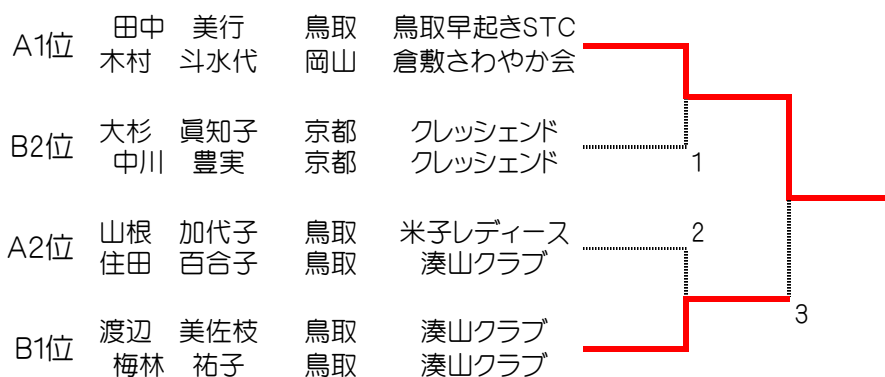 A1位 田中 美行 鳥取 鳥取早起きSTC
木村 斗水代 岡山 倉敷さわやか会
B2位 大杉 眞知子 京都 クレッシェンド
中川 豊実 京都 クレッシェンド
1
A2位 山根 加代子 鳥取 米子レディース
住田 百合子 鳥取 湊山クラブ
2
3
B1位 渡辺 美佐枝 鳥取 湊山クラブ
梅林 祐子 鳥取 湊山クラブ